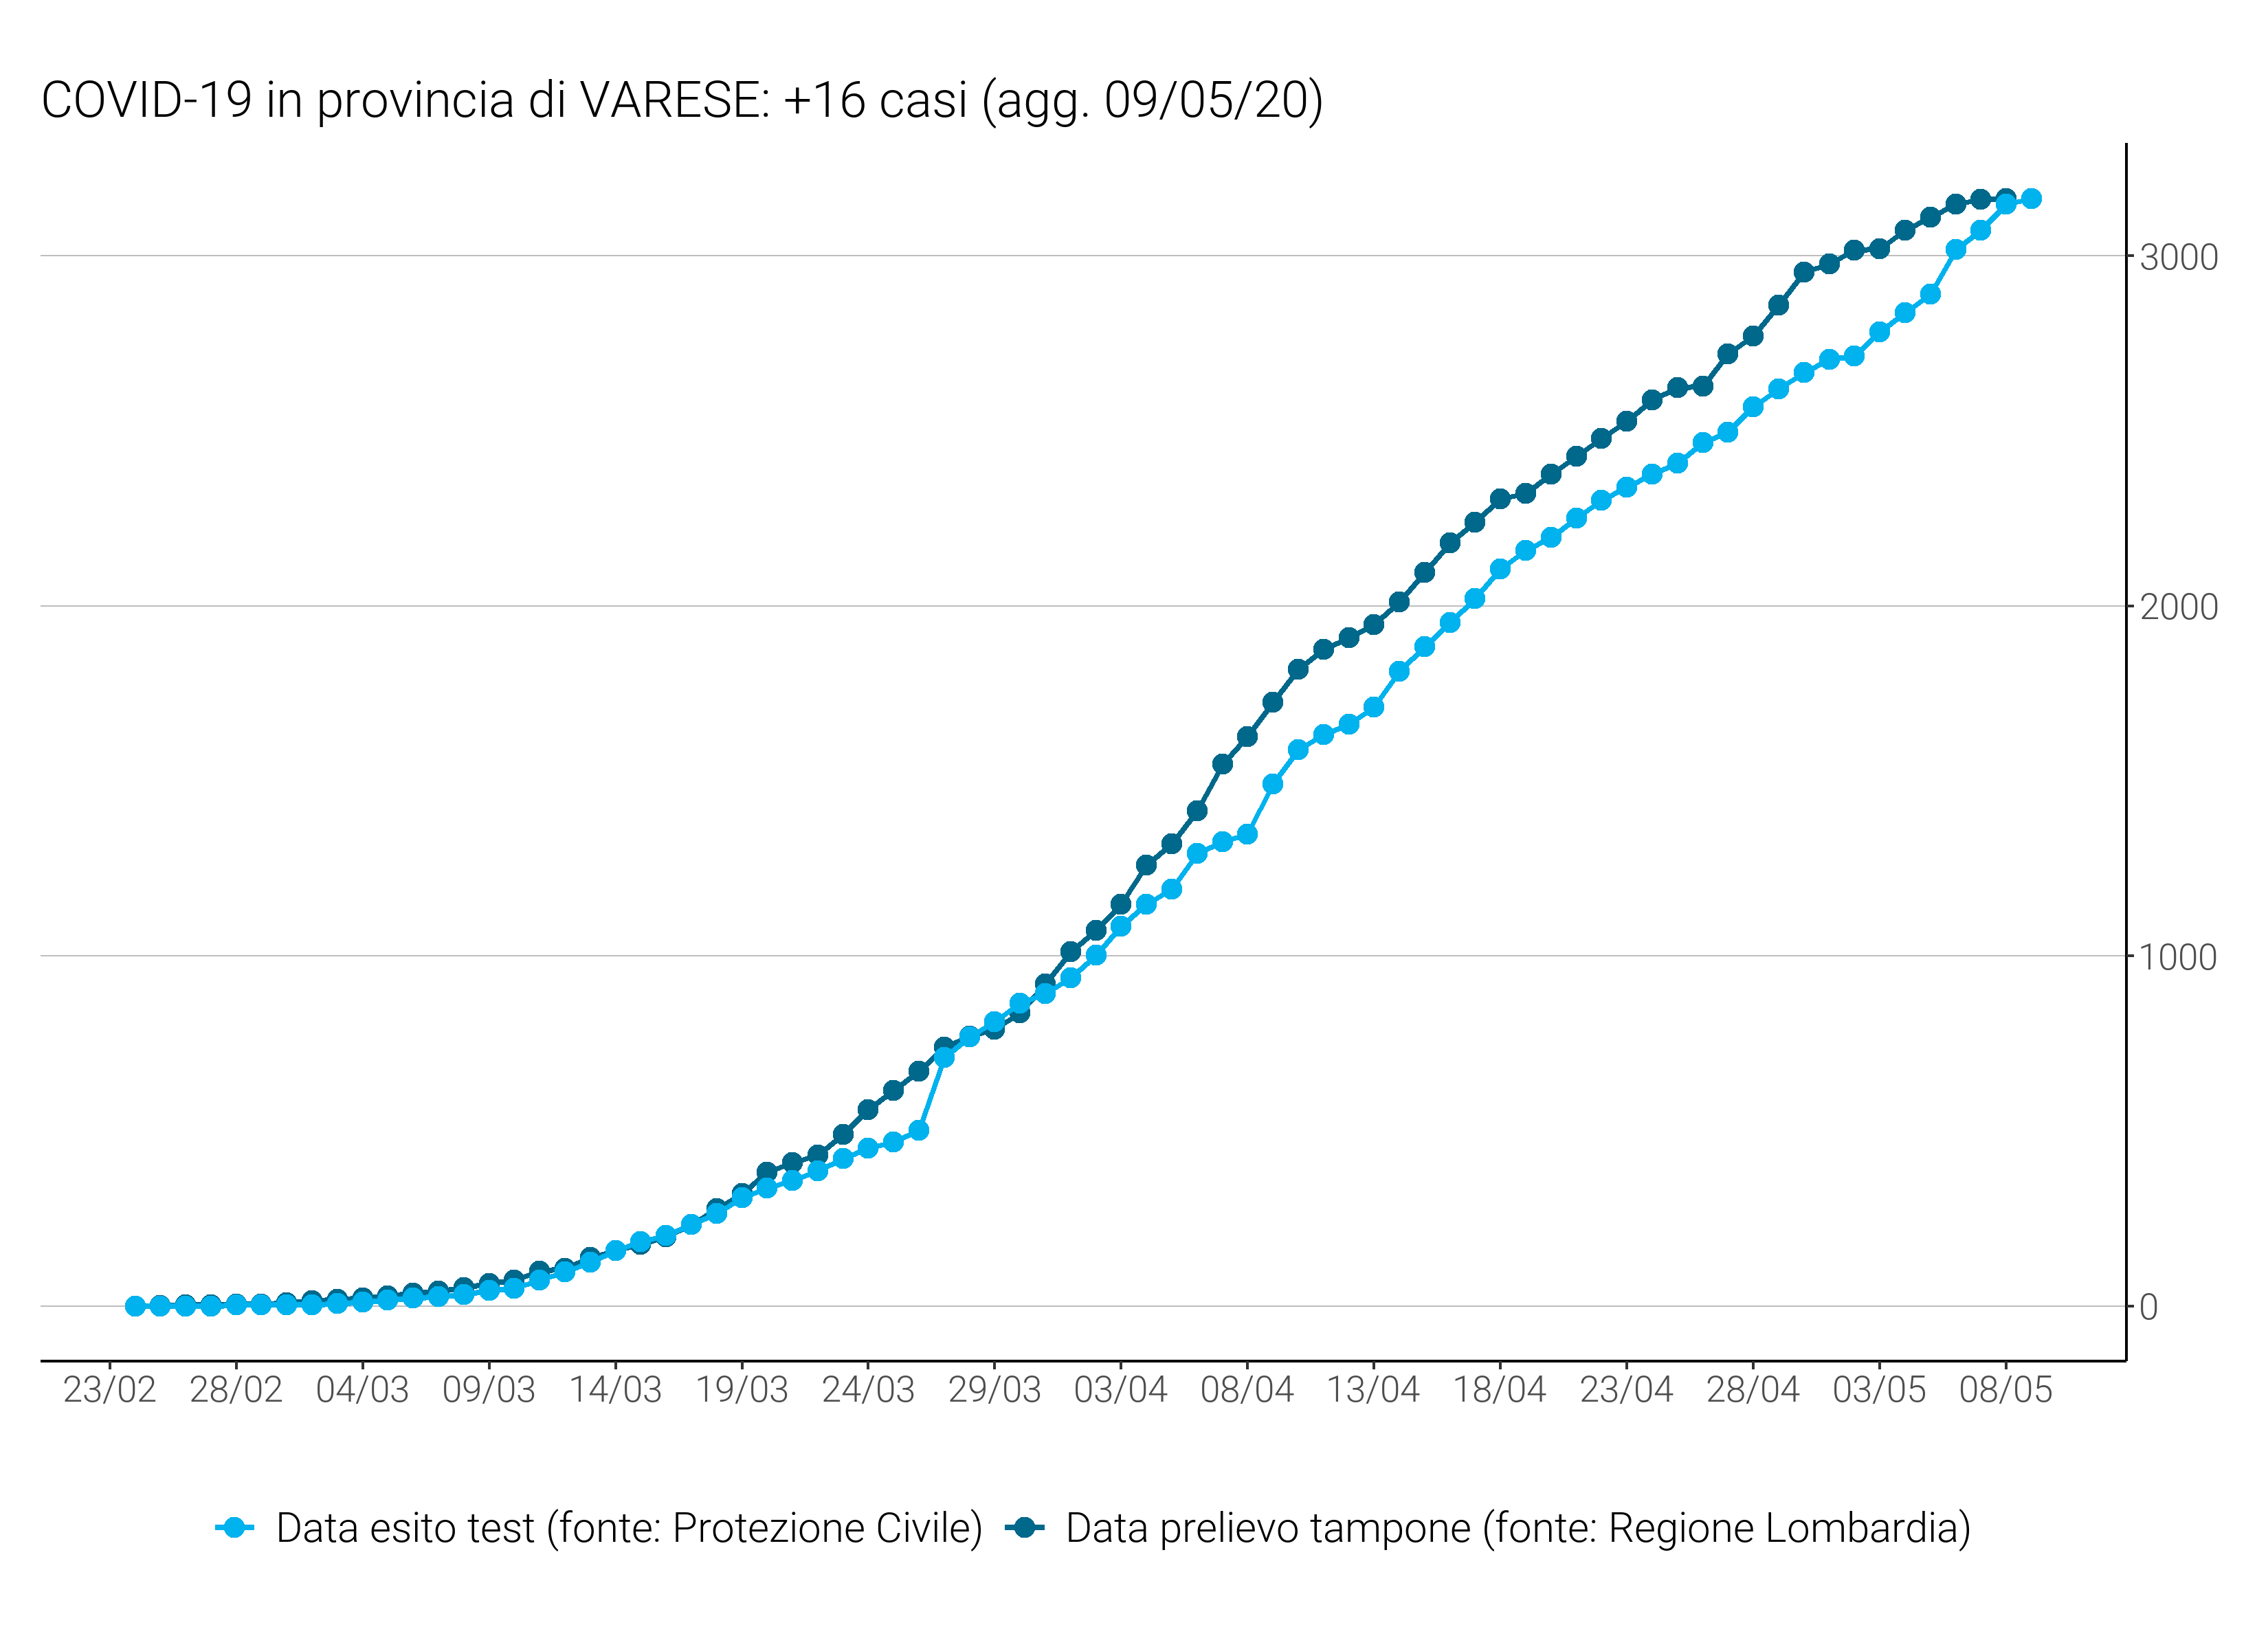 COVID-19 in provincia di VARESE: +16 casi (agg. 09/05/20)
3000
2000
1000
0
23/02 28/02 04/03 09/03 14/03 19/03 24/03 29/03 03/04 08/04 13/04 18/04 23/04 28/04 03/05 08/05
Data esito test (fonte: Protezione Civile) Data prelievo tampone (fonte: Regione Lombardia)